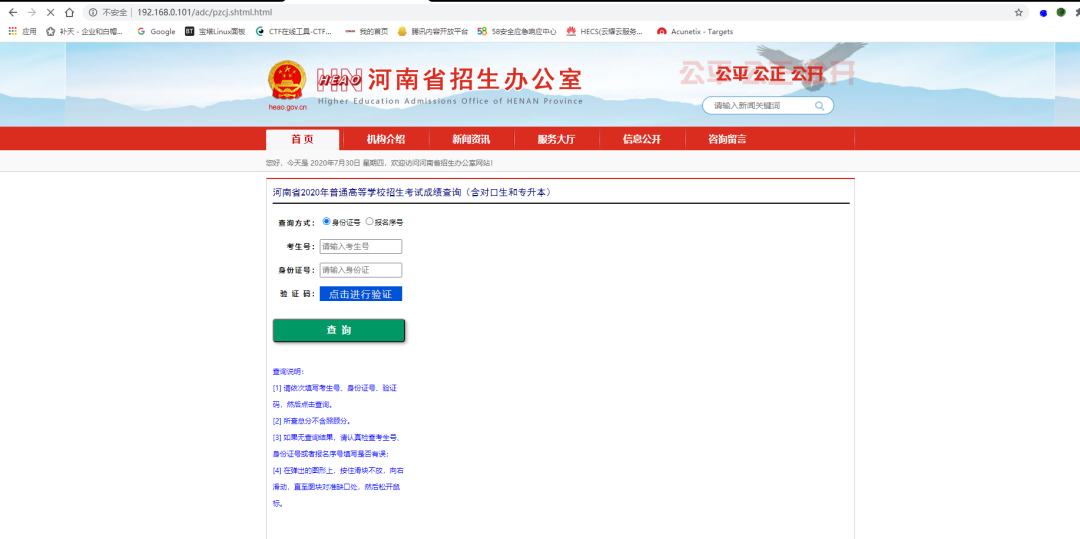 不安全 | 192.168.0.101/adc/pzcj.shtml.html
应用 补天 - 企业和白帽... Google 宝塔Linux面板 CTF在线工具-CTF... 我的首页 腾讯内容开放平台 58安全应急响应中心 HECS(云耀云服务... Acunetix - Targets
HEAO 河南省招生办公室
heao.gov.cn Higher Education Admissions Office of HENAN Province
公平 公正 公开
请输入新闻关键词
首 页 机构介绍 新闻资讯 服务大厅 信息公开 咨询留言
您好，今天是 2020年7月30日 星期四，欢迎访问河南省招生办公室网站!
河南省2020年普通高等学校招生考试成绩查询（含对口生和专升本）
查询方式： 身份证号 报名序号
考生号： 请输入考生号
身份证号： 请输入身份证
验 证 码： 点击进行验证
查 询
查询说明：
[1] 请依次填写考生号、身份证号、验证
码，然后点击查询。
[2] 所查总分不含照顾分。
[3] 如果无查询结果，请认真检查考生号、
身份证号或者报名序号填写是否有误；
[4] 在弹出的图形上，按住滑块不放，向右
滑动，直至图块对准缺口处，然后松开鼠
标。